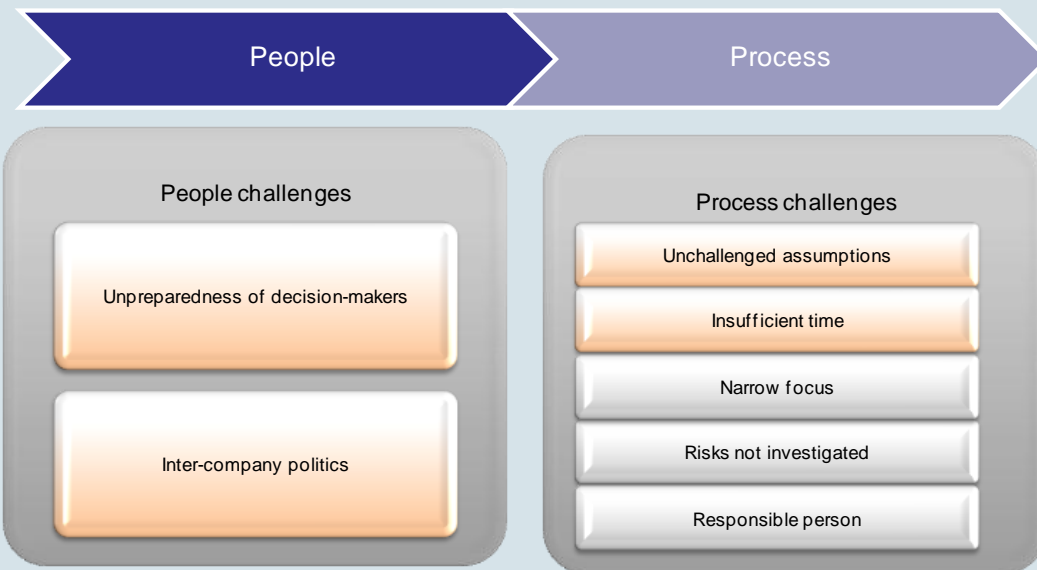 People
Process
People challenges
Unpreparedness of decision-makers
Inter-company politics
Process challenges
Unchallenged assumptions
Insufficient time
Narrow focus
Risks not investigated
Responsible person